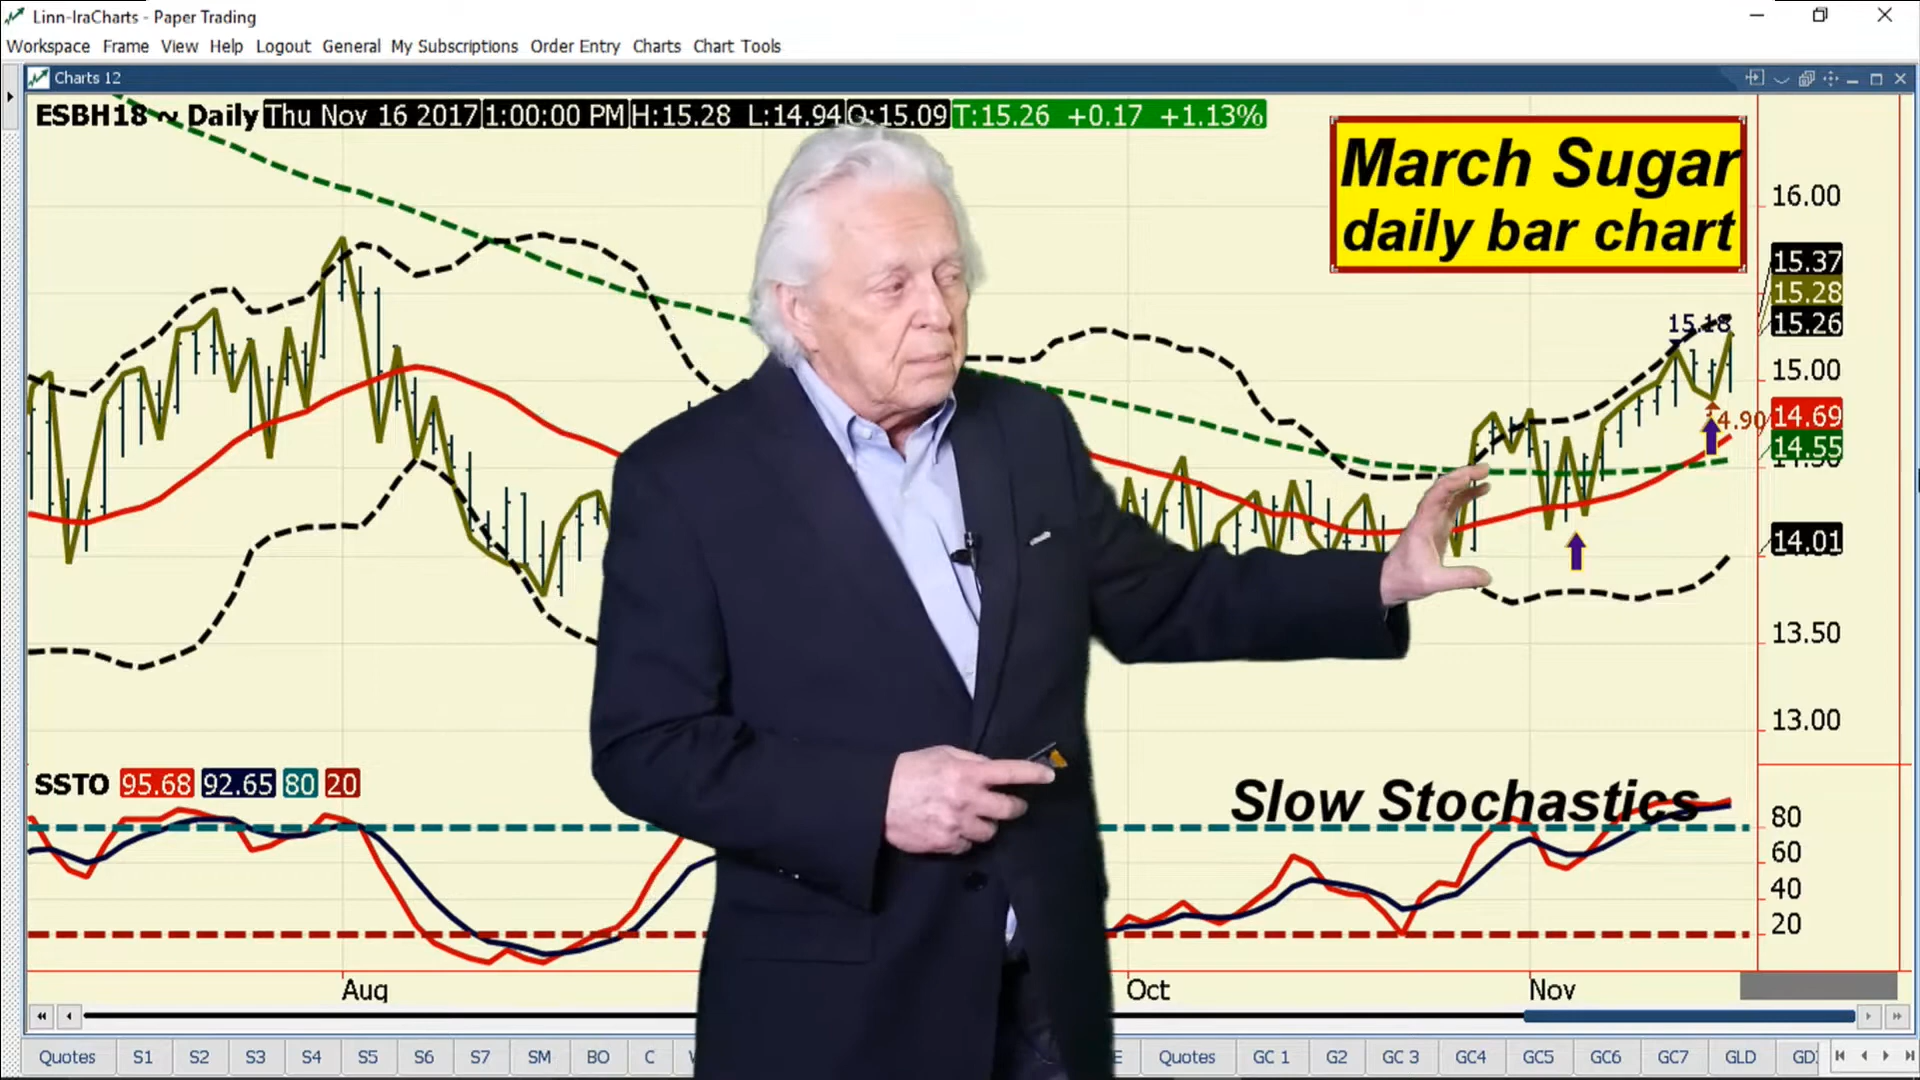 Linn-IraCharts - Paper Trading
Workspace Frame View Help Logout General My Subscriptions Order Entry Charts Chart Tools
Charts 12
ESBH18 ~ Daily Thu Nov 16 2017 1:00:00 PM H:15.28 L:14.94 O:15.09 T:15.26 +0.17 +1.13%
March Sugar
daily bar chart
16.00
15.37
15.28
15.26
15.18
15.00
14.69
4.90
14.55
14.01
13.50
13.00
SSTO 95.68 92.65 80 20
Slow Stochastics
80
60
40
20
Aug Oct Nov
Quotes S1 S2 S3 S4 S5 S6 S7 SM BO C E Quotes GC 1 G2 GC 3 GC4 GC5 GC6 GC7 GLD GD